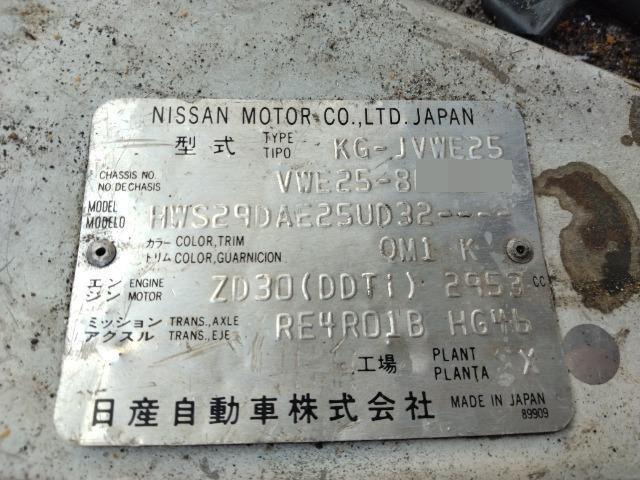 NISSAN MOTOR CO.,LTD. JAPAN
型式 TYPE TIPO KG-JVWE25
CHASSIS NO. NO. DE CHASIS VWE25-8
MODEL MODELO HWS29DAE25UD32----
カラー トリム COLOR,TRIM COLOR,GUARNICION QM1 K
エンジン ENGINE MOTOR ZD30(DDTi) 2953 CC
ミッション アクスル TRANS.,AXLE TRANS.,EJE RE4R01B HG46
工場 PLANT PLANTA X
日産自動車株式会社 MADE IN JAPAN
89909